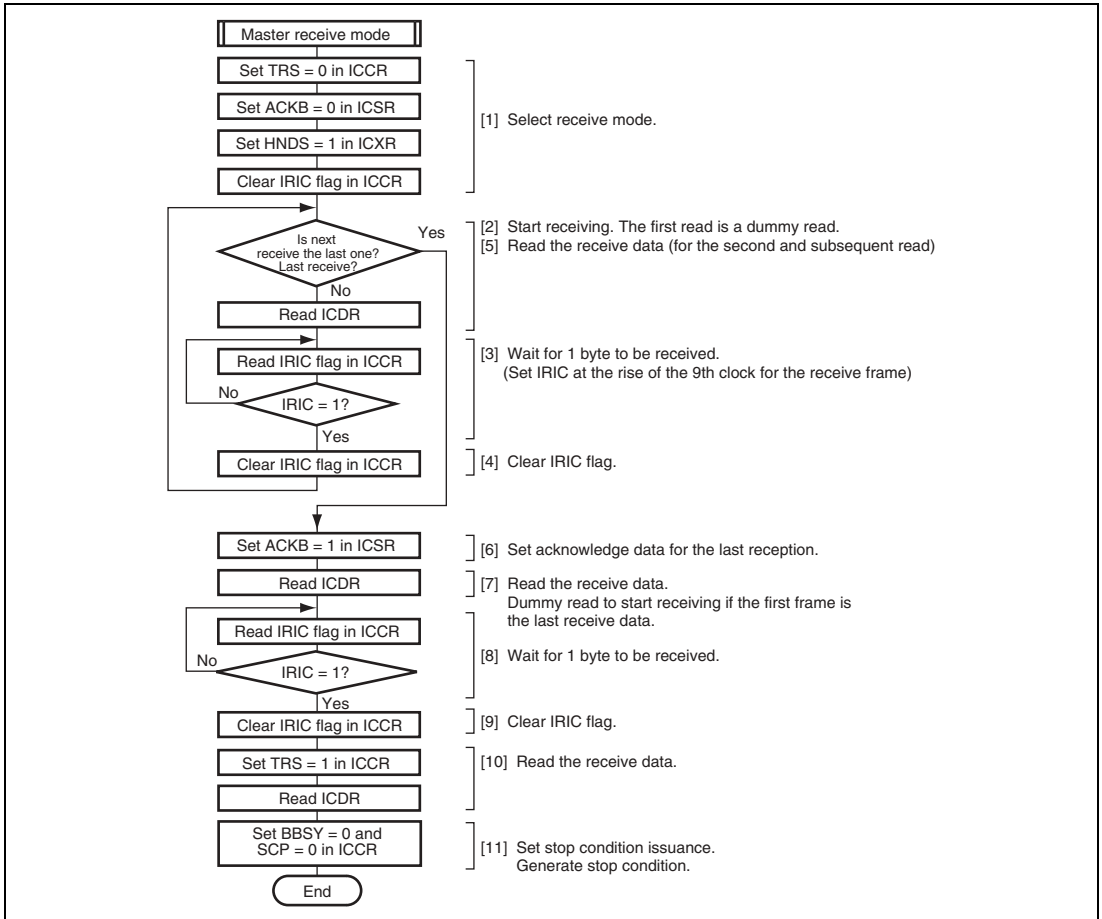 Master receive mode
Set TRS = 0 in ICCR
Set ACKB = 0 in ICSR
Set HNDS = 1 in ICXR
Clear IRIC flag in ICCR
[1] Select receive mode.
Is next
receive the last one?
Last receive?
Yes
No
Read ICDR
[2] Start receiving. The first read is a dummy read.
[5] Read the receive data (for the second and subsequent read)
Read IRIC flag in ICCR
No
IRIC = 1?
Yes
[3] Wait for 1 byte to be received.
(Set IRIC at the rise of the 9th clock for the receive frame)
Clear IRIC flag in ICCR
[4] Clear IRIC flag.
Set ACKB = 1 in ICSR
[6] Set acknowledge data for the last reception.
Read ICDR
[7] Read the receive data.
Dummy read to start receiving if the first frame is
the last receive data.
Read IRIC flag in ICCR
No
IRIC = 1?
Yes
[8] Wait for 1 byte to be received.
Clear IRIC flag in ICCR
[9] Clear IRIC flag.
Set TRS = 1 in ICCR
[10] Read the receive data.
Read ICDR
Set BBSY = 0 and
SCP = 0 in ICCR
[11] Set stop condition issuance.
Generate stop condition.
End